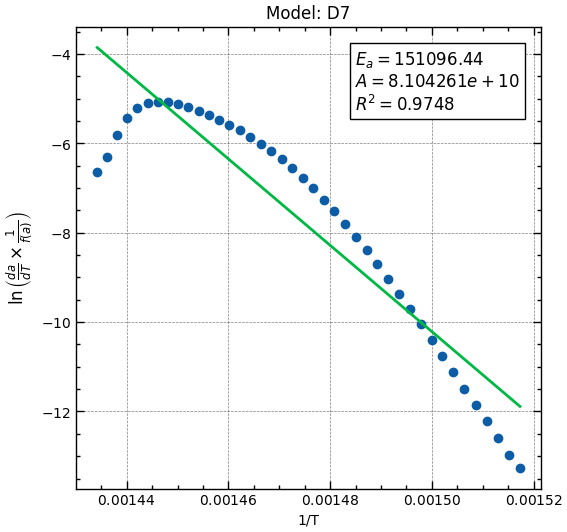 Model: D7
E_a = 151096.44
A = 8.104261e + 10
R^2 = 0.9748
−4
−6
−8
−10
−12
ln(da/dT × 1/f(a))
0.00144 0.00146 0.00148 0.00150 0.00152
1/T